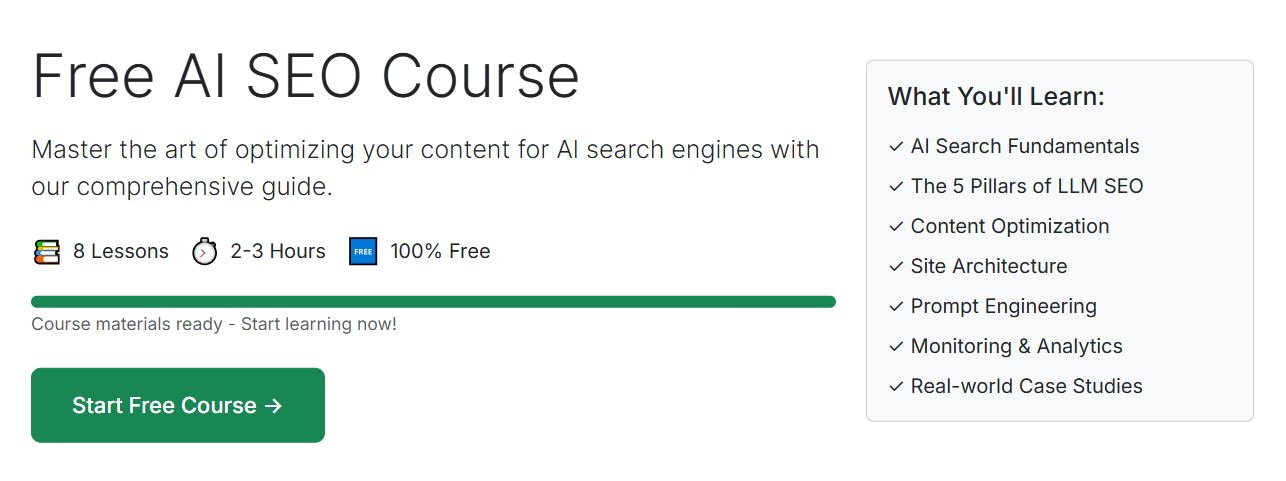 Free AI SEO Course
Master the art of optimizing your content for AI search engines with
our comprehensive guide.
8 Lessons
2-3 Hours
FREE
100% Free
Course materials ready - Start learning now!
Start Free Course →
What You'll Learn:
✓ AI Search Fundamentals
✓ The 5 Pillars of LLM SEO
✓ Content Optimization
✓ Site Architecture
✓ Prompt Engineering
✓ Monitoring & Analytics
✓ Real-world Case Studies